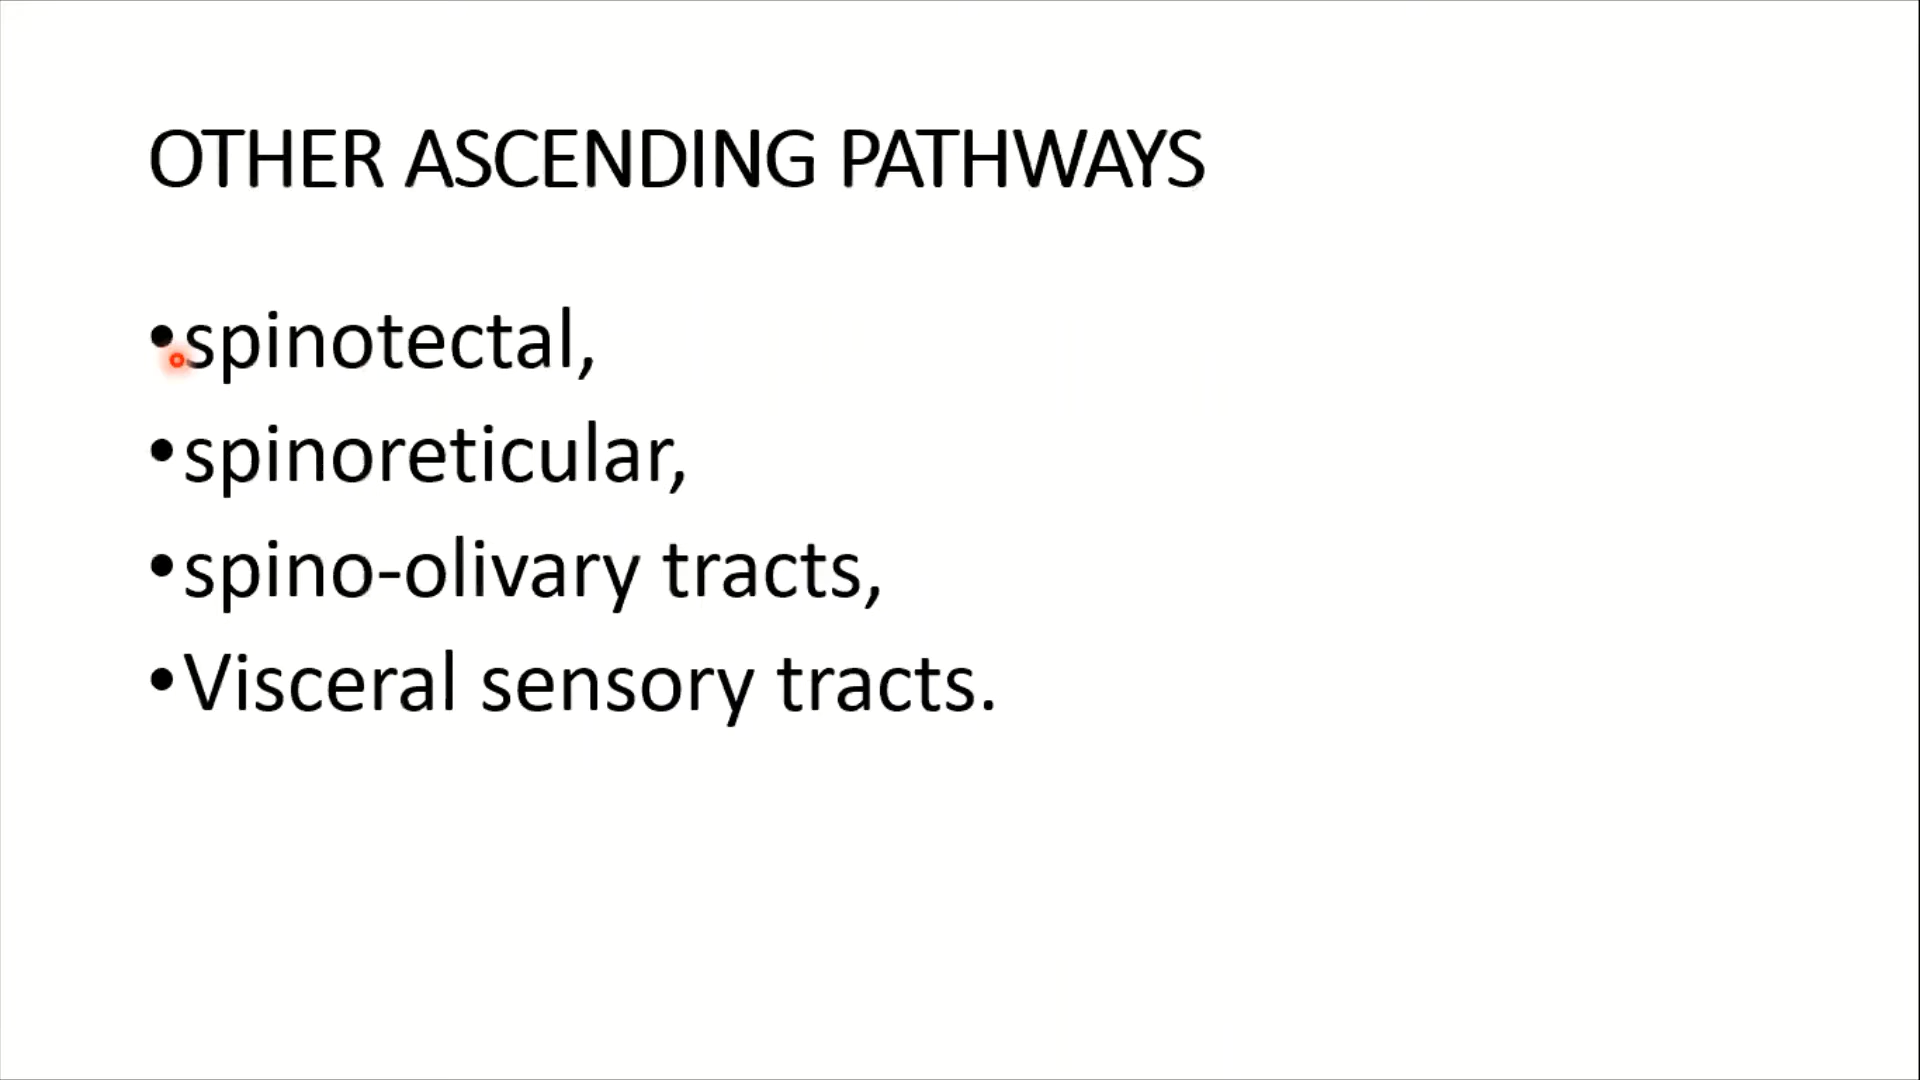 OTHER ASCENDING PATHWAYS
•spinotectal,
•spinoreticular,
•spino-olivary tracts,
•Visceral sensory tracts.